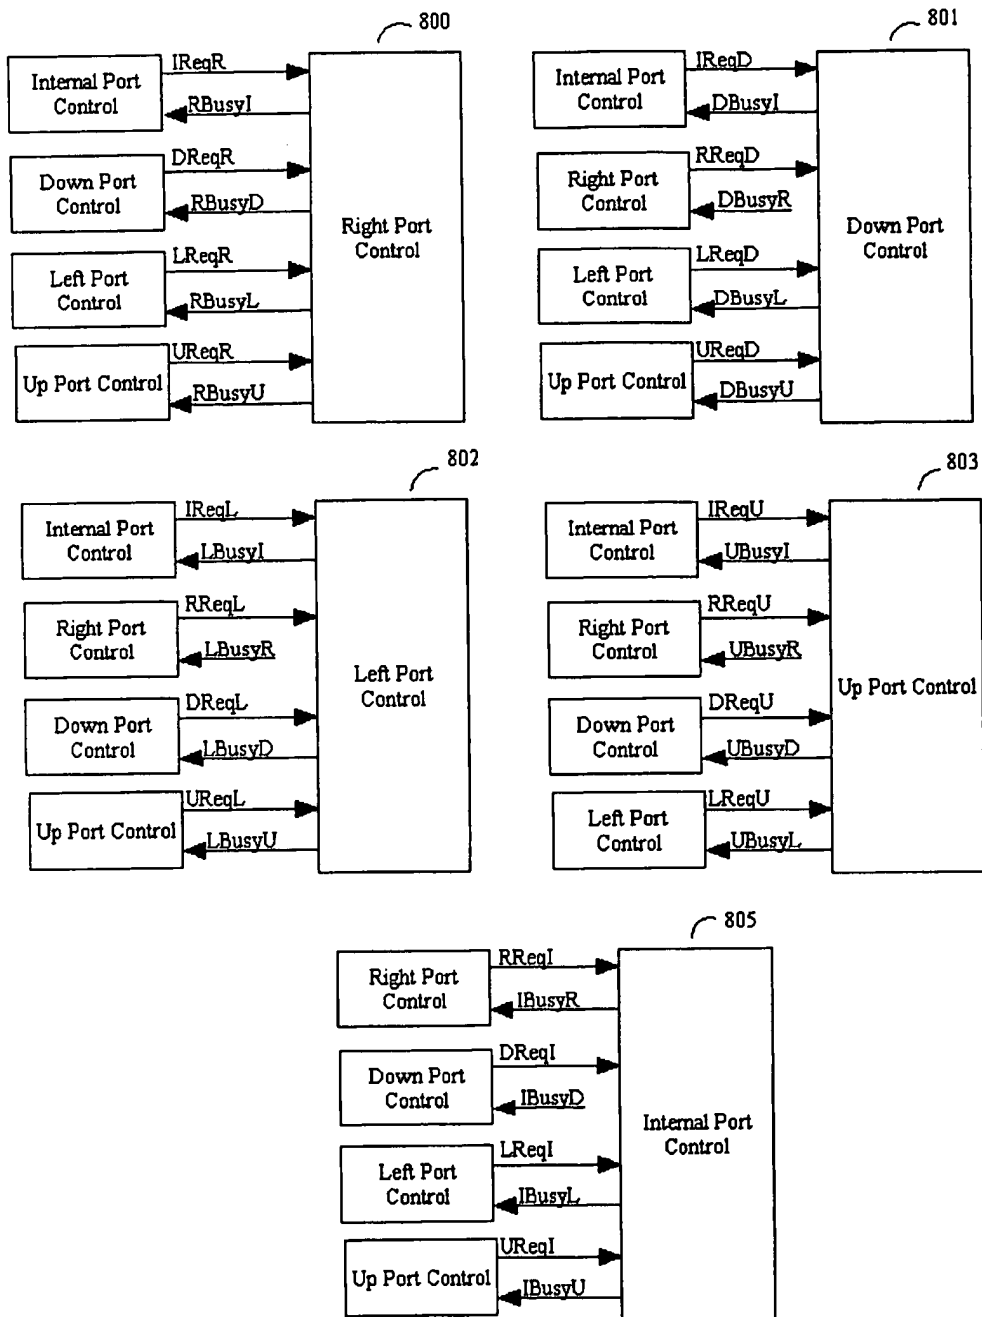 800
Internal Port
Control
IReqR
RBusyI
Down Port
Control
DReqR
RBusyD
Left Port
Control
LReqR
RBusyL
Up Port Control
UReqR
RBusyU
Right Port
Control
801
Internal Port
Control
IReqD
DBusyI
Right Port
Control
RReqD
DBusyR
Left Port
Control
LReqD
DBusyL
Up Port Control
UReqD
DBusyU
Down Port
Control
802
Internal Port
Control
IReqL
LBusyI
Right Port
Control
RReqL
LBusyR
Down Port
Control
DReqL
LBusyD
Up Port Control
UReqL
LBusyU
Left Port
Control
803
Internal Port
Control
IReqU
UBusyI
Right Port
Control
RReqU
UBusyR
Down Port
Control
DReqU
UBusyD
Left Port
Control
LReqU
UBusyL
Up Port Control
805
Right Port
Control
RReqI
IBusyR
Down Port
Control
DReqI
IBusyD
Left Port
Control
LReqI
IBusyL
Up Port Control
UReqI
IBusyU
Internal Port
Control